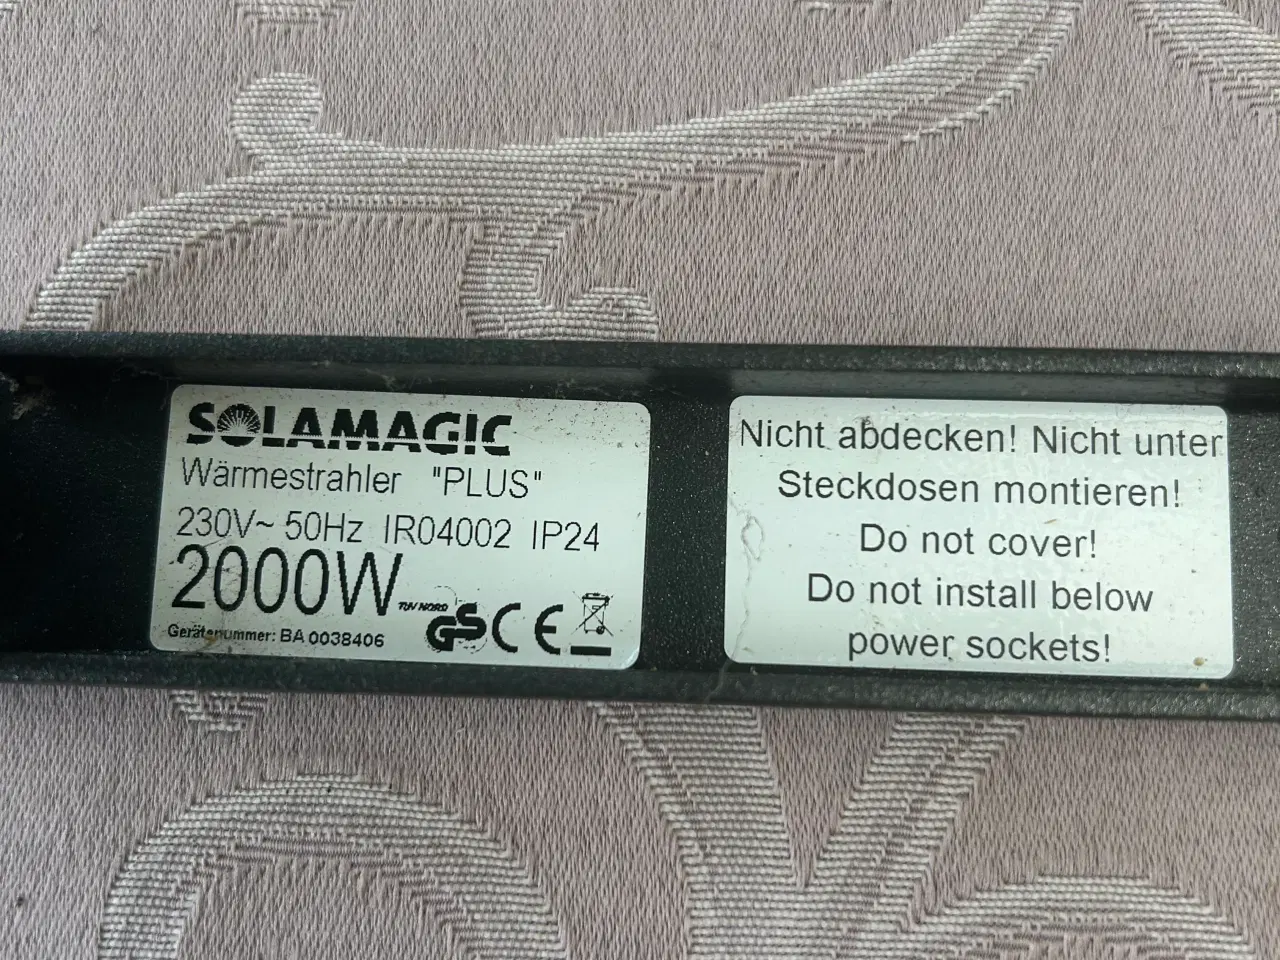 SOLAMAGIC
Wärmestrahler "PLUS"
230V~ 50Hz IR04002 IP24
2000W
TÜV NORD
GS CE
Gerätenummer: BA 0038406
Nicht abdecken! Nicht unter
Steckdosen montieren!
Do not cover!
Do not install below
power sockets!